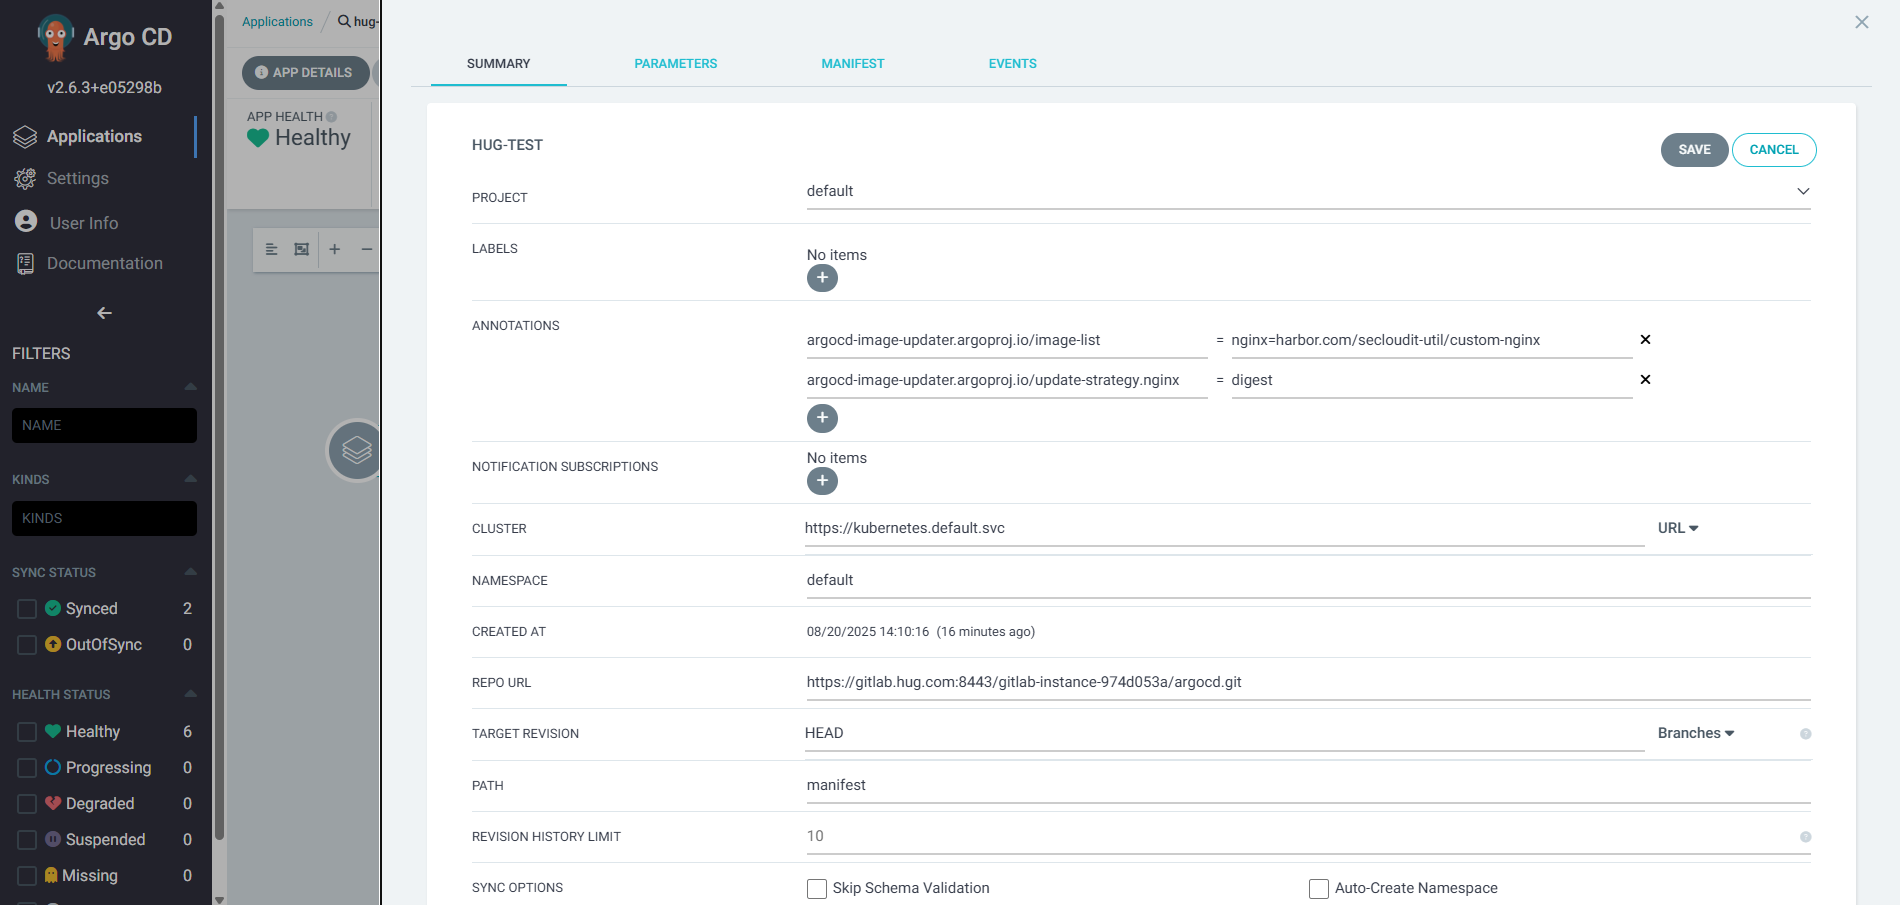 Argo CD
v2.6.3+e05298b
Applications
Settings
User Info
Documentation
FILTERS
NAME
NAME
KINDS
KINDS
SYNC STATUS
Synced 2
OutOfSync 0
HEALTH STATUS
Healthy 6
Progressing 0
Degraded 0
Suspended 0
Missing 0
Applications / hug-
APP DETAILS
APP HEALTH
Healthy
SUMMARY PARAMETERS MANIFEST EVENTS
HUG-TEST SAVE CANCEL
PROJECT default
LABELS No items
ANNOTATIONS
argocd-image-updater.argoproj.io/image-list = nginx=harbor.com/secloudit-util/custom-nginx
argocd-image-updater.argoproj.io/update-strategy.nginx = digest
NOTIFICATION SUBSCRIPTIONS No items
CLUSTER https://kubernetes.default.svc URL
NAMESPACE default
CREATED AT 08/20/2025 14:10:16 (16 minutes ago)
REPO URL https://gitlab.hug.com:8443/gitlab-instance-974d053a/argocd.git
TARGET REVISION HEAD Branches
PATH manifest
REVISION HISTORY LIMIT 10
SYNC OPTIONS Skip Schema Validation Auto-Create Namespace